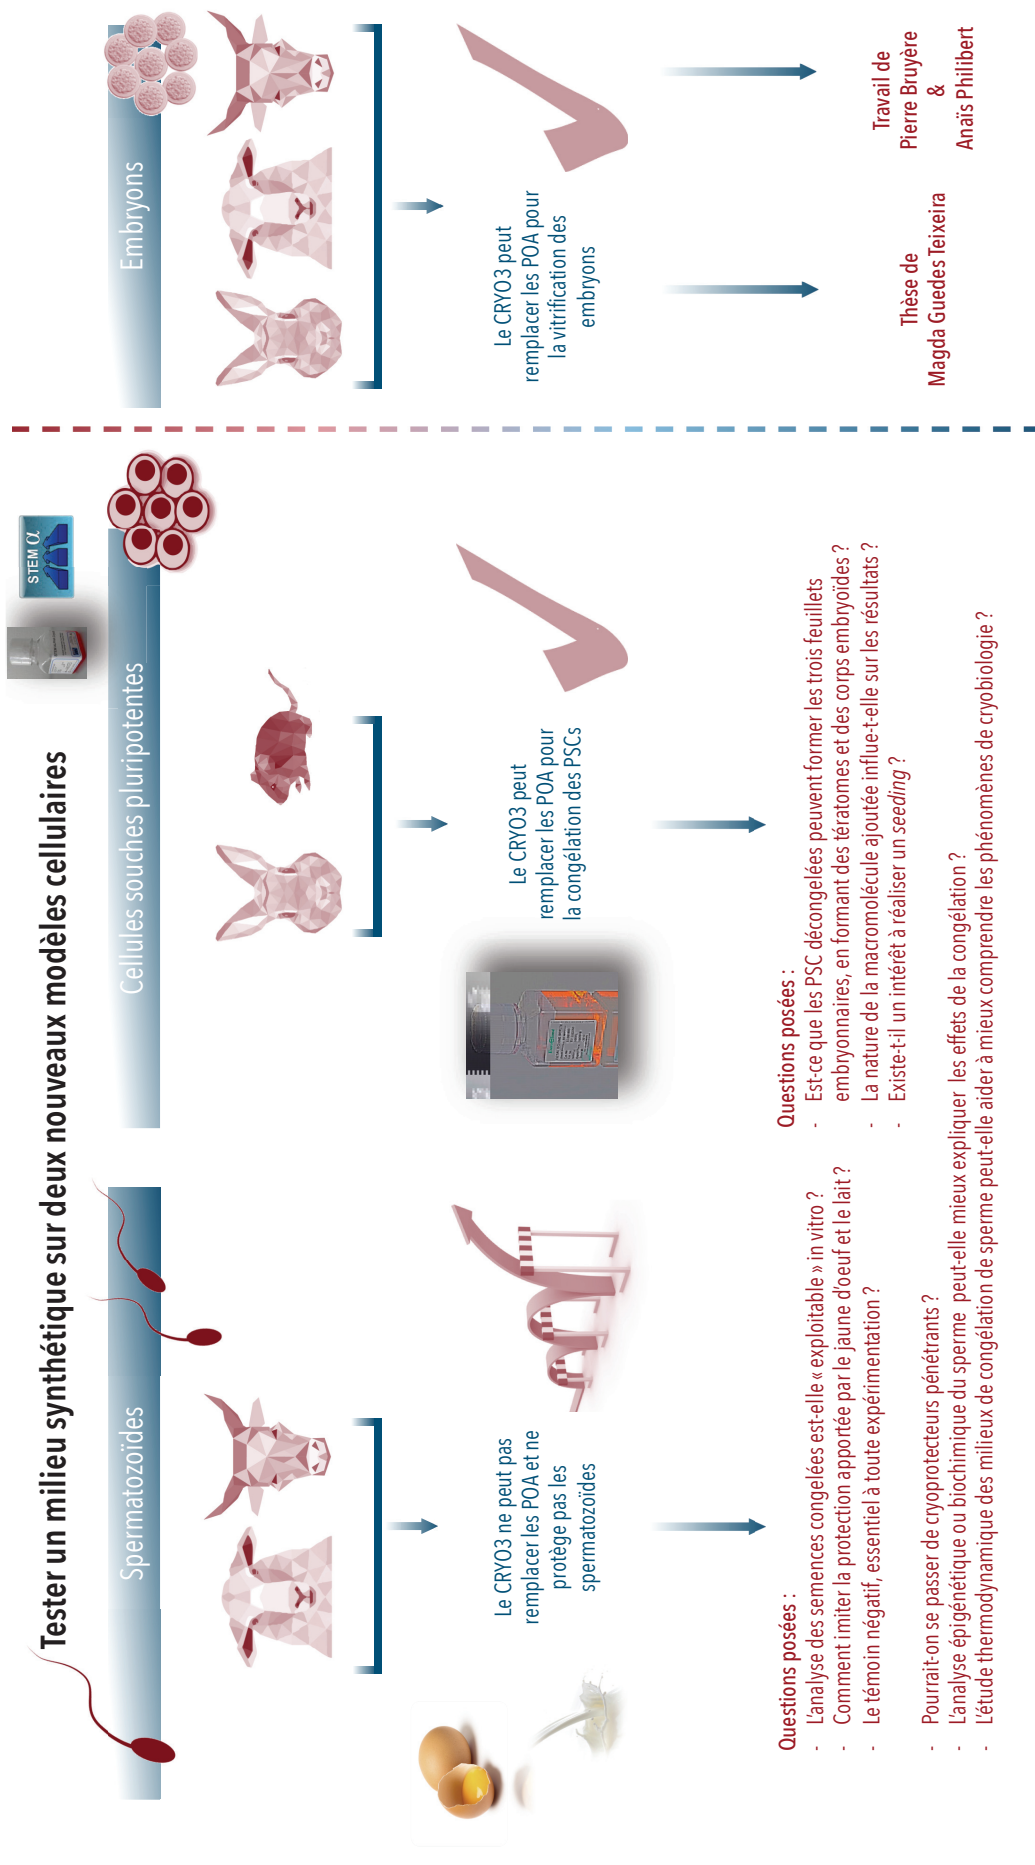 Tester un milieu synthétique sur deux nouveaux modèles cellulaires
STEM α
Spermatozoïdes
Cellules souches pluripotentes
Embryons
Le CRYO3 ne peut pas
remplacer les POA et ne
protège pas les
spermatozoïdes
Le CRYO3 peut
remplacer les POA pour
la congélation des PSCs
Le CRYO3 peut
remplacer les POA pour
la vitrification des
embryons
Questions posées :
- L'analyse des semences congelées est-elle « exploitable » in vitro ?
- Comment imiter la protection apportée par le jaune d'oeuf et le lait ?
- Le témoin négatif, essentiel à toute expérimentation ?
Questions posées :
- Est-ce que les PSC décongelées peuvent former les trois feuillets
embryonnaires, en formant des tératomes et des corps embryoïdes ?
- La nature de la macromolécule ajoutée influe-t-elle sur les résultats ?
- Existe-t-il un intérêt à réaliser un seeding ?
- Pourrait-on se passer de cryoprotecteurs pénétrants ?
- L'analyse épigénétique ou biochimique du sperme peut-elle mieux expliquer les effets de la congélation ?
- L'étude thermodynamique des milieux de congélation de sperme peut-elle aider à mieux comprendre les phénomènes de cryobiologie ?
Thèse de
Magda Guedes Teixeira
Travail de
Pierre Bruyère
&
Anaïs Philibert